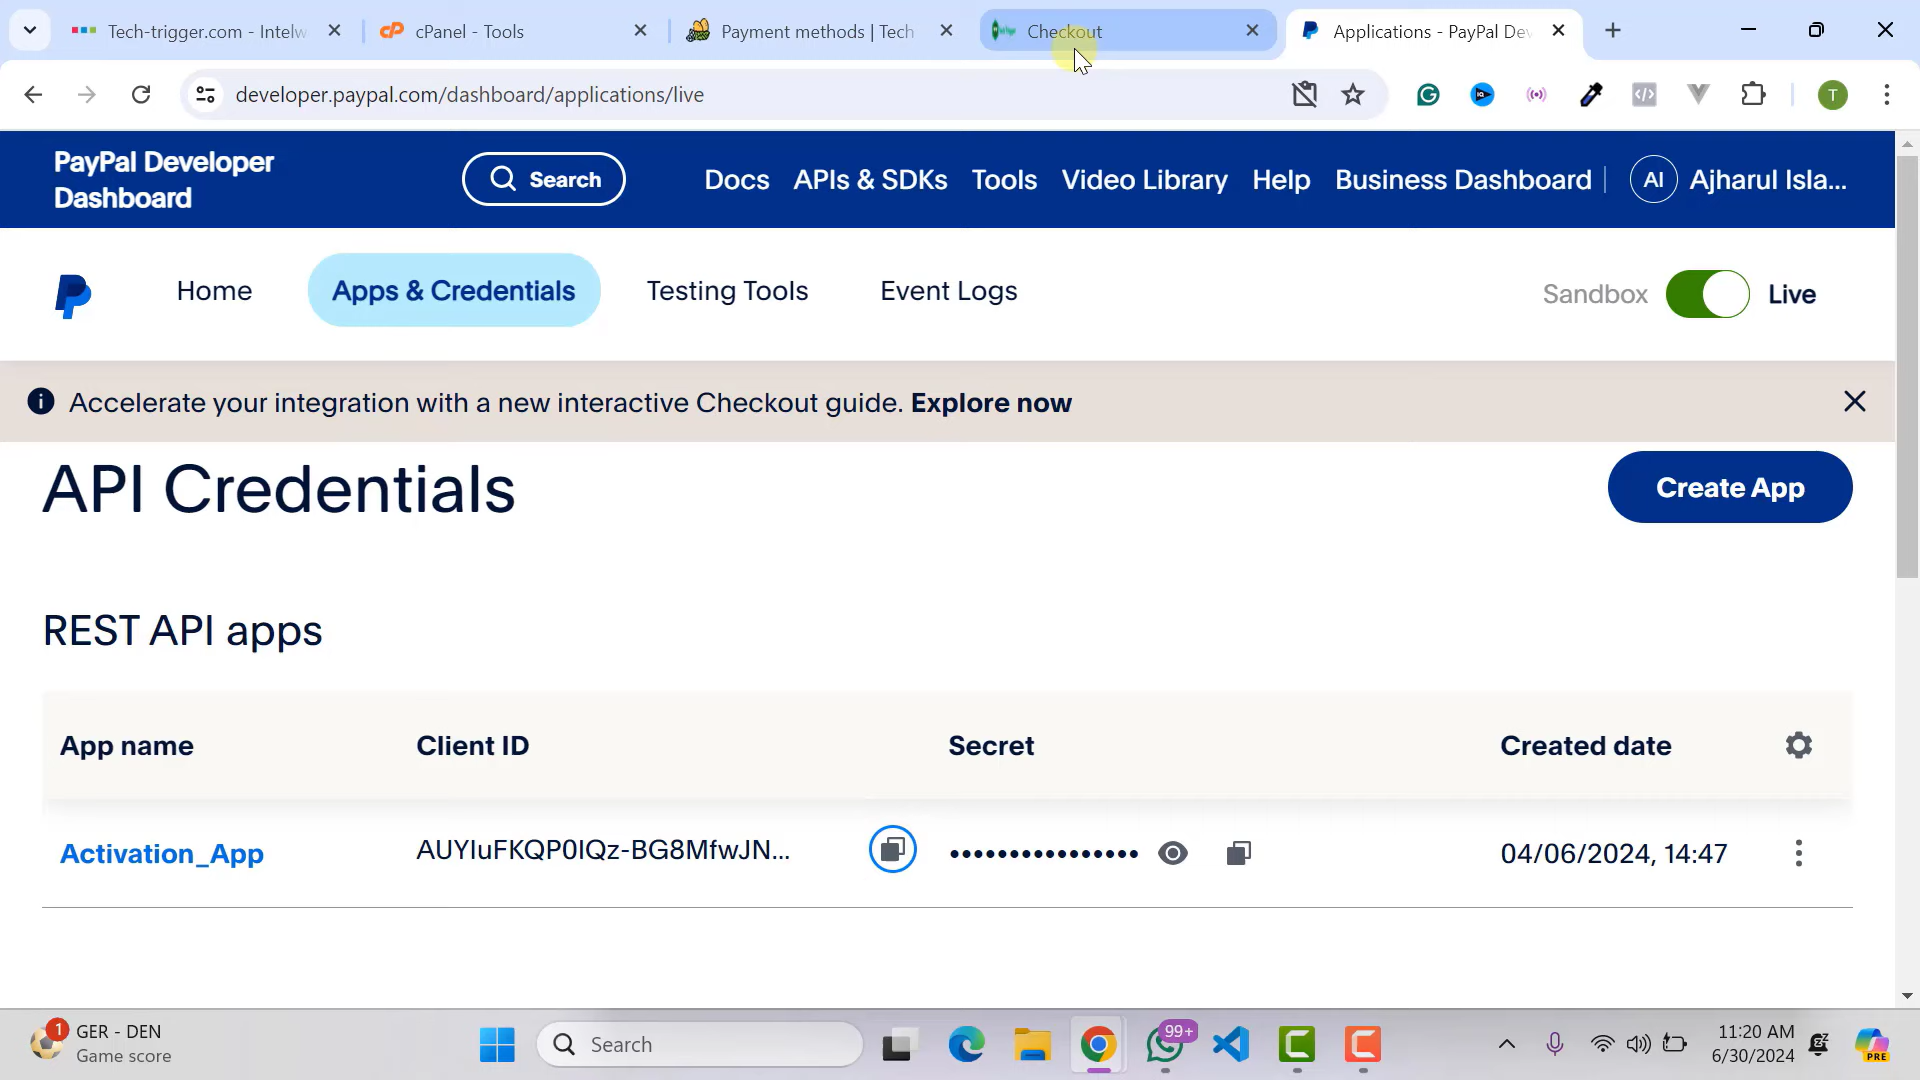 Tech-trigger.com - Intelw
cPanel - Tools
Payment methods | Tech
Checkout
Applications - PayPal Dev
developer.paypal.com/dashboard/applications/live
T
PayPal Developer
Dashboard
Search
Docs
APIs & SDKs
Tools
Video Library
Help
Business Dashboard
AI
Ajharul Isla...
Home
Apps & Credentials
Testing Tools
Event Logs
Sandbox
Live
Accelerate your integration with a new interactive Checkout guide. Explore now
API Credentials
Create App
REST API apps
App name
Client ID
Secret
Created date
Activation_App
AUYIuFKQP0IQz-BG8MfwJN...
••••••••••••••••
04/06/2024, 14:47
1
GER - DEN
Game score
Search
99+
11:20 AM
6/30/2024
PRE